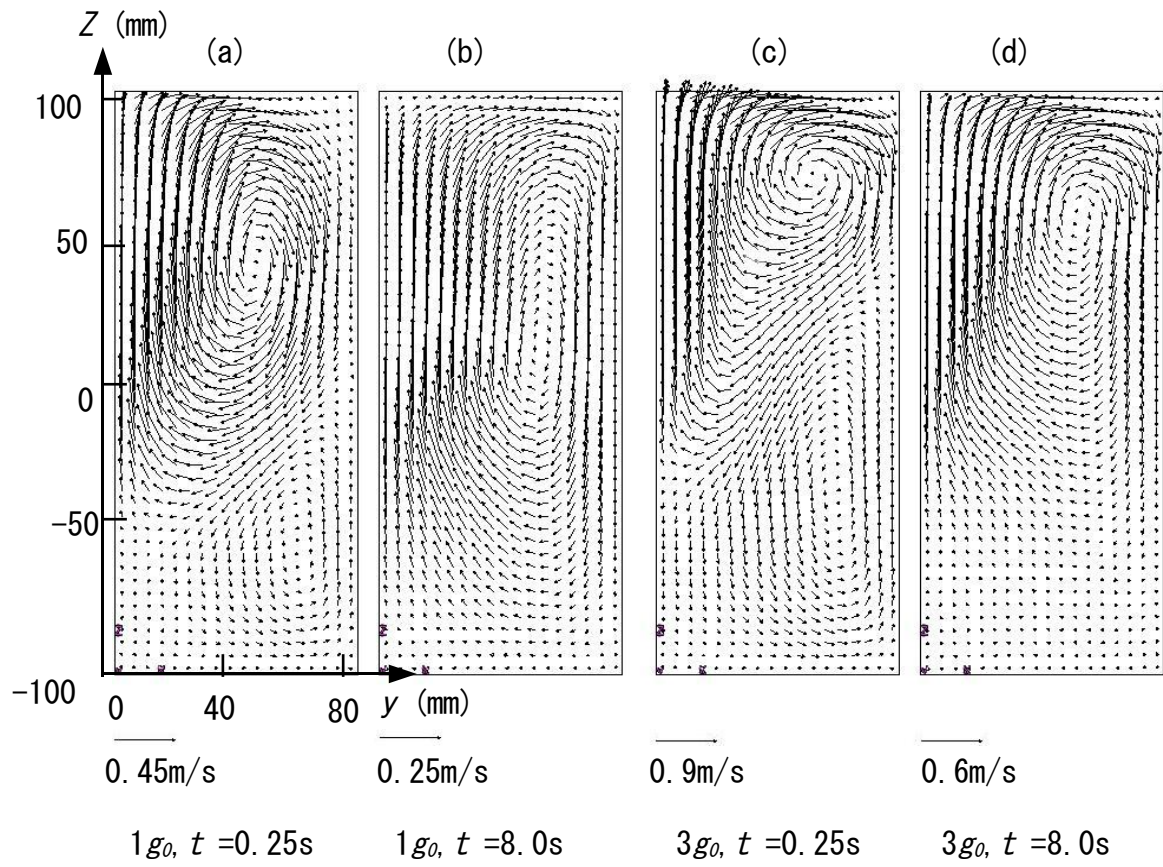 Z (mm)
(a) (b) (c) (d)
100
50
0
-50
-100
0 40 80 y (mm)
0.45m/s 0.25m/s 0.9m/s 0.6m/s
1g0, t =0.25s 1g0, t =8.0s 3g0, t =0.25s 3g0, t =8.0s